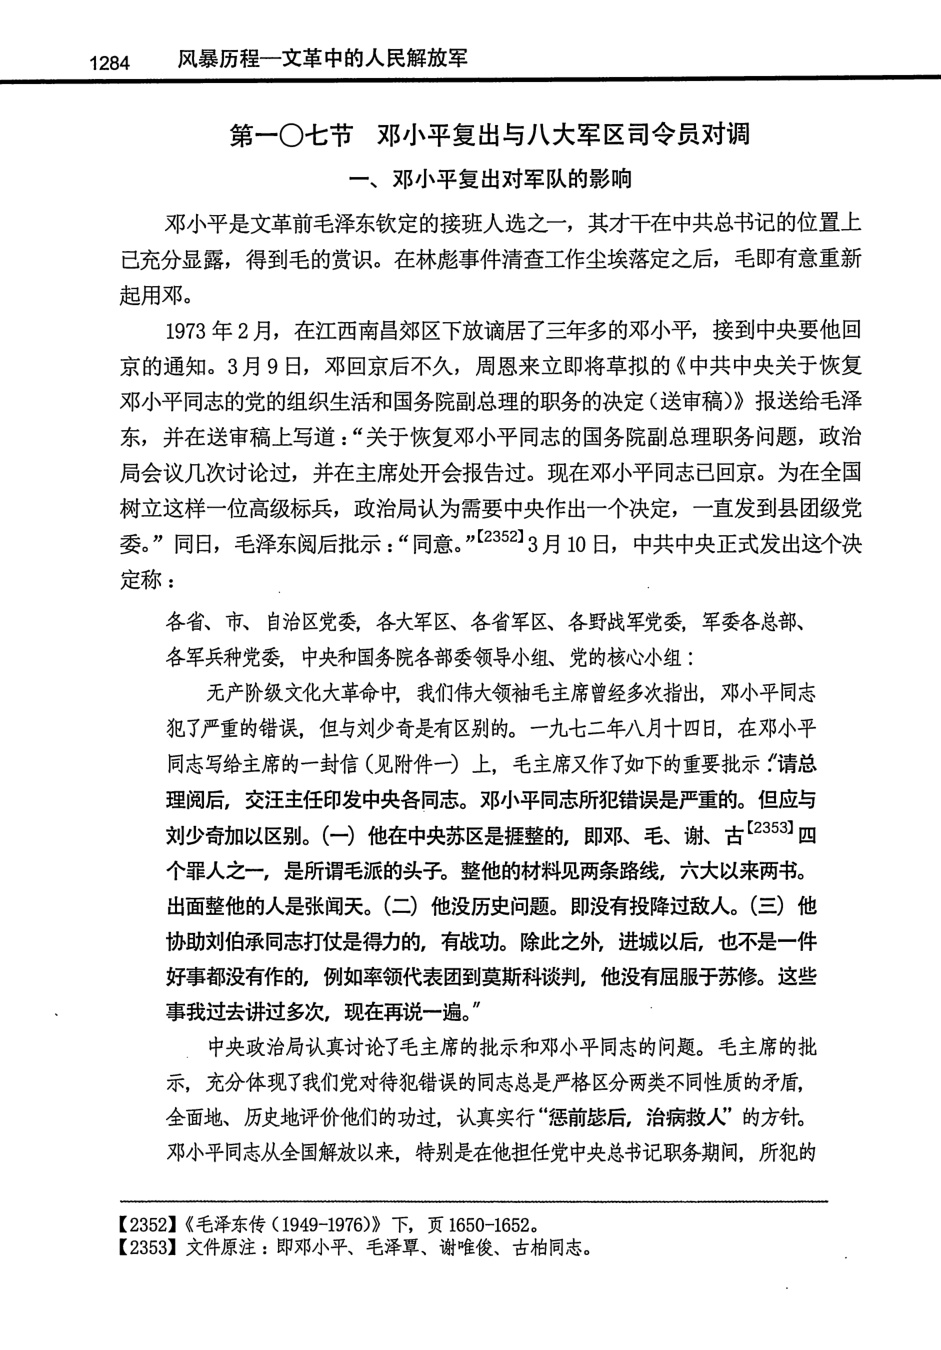 1284 风暴历程—文革中的人民解放军
第一〇七节 邓小平复出与八大军区司令员对调
一、邓小平复出对军队的影响
邓小平是文革前毛泽东钦定的接班人选之一，其才干在中共总书记的位置上
已充分显露，得到毛的赏识。在林彪事件清查工作尘埃落定之后，毛即有意重新
起用邓。
1973 年 2 月，在江西南昌郊区下放谪居了三年多的邓小平，接到中央要他回
京的通知。3 月 9 日，邓回京后不久，周恩来立即将草拟的《中共中央关于恢复
邓小平同志的党的组织生活和国务院副总理的职务的决定（送审稿）》报送给毛泽
东，并在送审稿上写道：“关于恢复邓小平同志的国务院副总理职务问题，政治
局会议几次讨论过，并在主席处开会报告过。现在邓小平同志已回京。为在全国
树立这样一位高级标兵，政治局认为需要中央作出一个决定，一直发到县团级党
委。”同日，毛泽东阅后批示：“同意。”【2352】3 月 10 日，中共中央正式发出这个决
定称：
各省、市、自治区党委，各大军区、各省军区、各野战军党委，军委各总部、
各军兵种党委，中央和国务院各部委领导小组、党的核心小组：
无产阶级文化大革命中，我们伟大领袖毛主席曾经多次指出，邓小平同志
犯了严重的错误，但与刘少奇是有区别的。一九七二年八月十四日，在邓小平
同志写给主席的一封信（见附件一）上，毛主席又作了如下的重要批示：“请总
理阅后，交汪主任印发中央各同志。邓小平同志所犯错误是严重的。但应与
刘少奇加以区别。（一）他在中央苏区是捱整的，即邓、毛、谢、古【2353】四
个罪人之一，是所谓毛派的头子。整他的材料见两条路线，六大以来两书。
出面整他的人是张闻天。（二）他没历史问题。即没有投降过敌人。（三）他
协助刘伯承同志打仗是得力的，有战功。除此之外，进城以后，也不是一件
好事都没有作的，例如率领代表团到莫斯科谈判，他没有屈服于苏修。这些
事我过去讲过多次，现在再说一遍。”
中央政治局认真讨论了毛主席的批示和邓小平同志的问题。毛主席的批
示，充分体现了我们党对待犯错误的同志总是严格区分两类不同性质的矛盾，
全面地、历史地评价他们的功过，认真实行“惩前毖后，治病救人”的方针。
邓小平同志从全国解放以来，特别是在他担任党中央总书记职务期间，所犯的
【2352】《毛泽东传（1949-1976）》下，页 1650-1652。
【2353】文件原注：即邓小平、毛泽覃、谢唯俊、古柏同志。